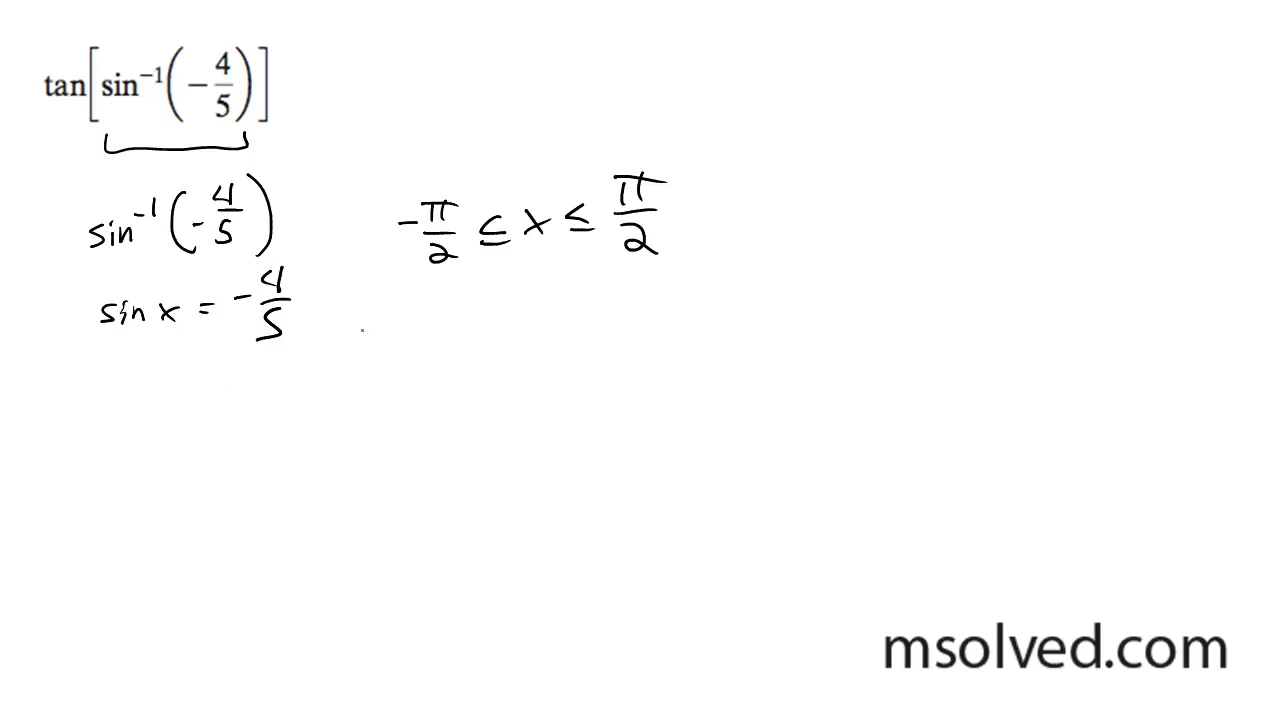 tan[sin⁻¹(−4/5)]
sin⁻¹(-4/5)
-π/2 ≤ x ≤ π/2
sin x = -4/5
msolved.com